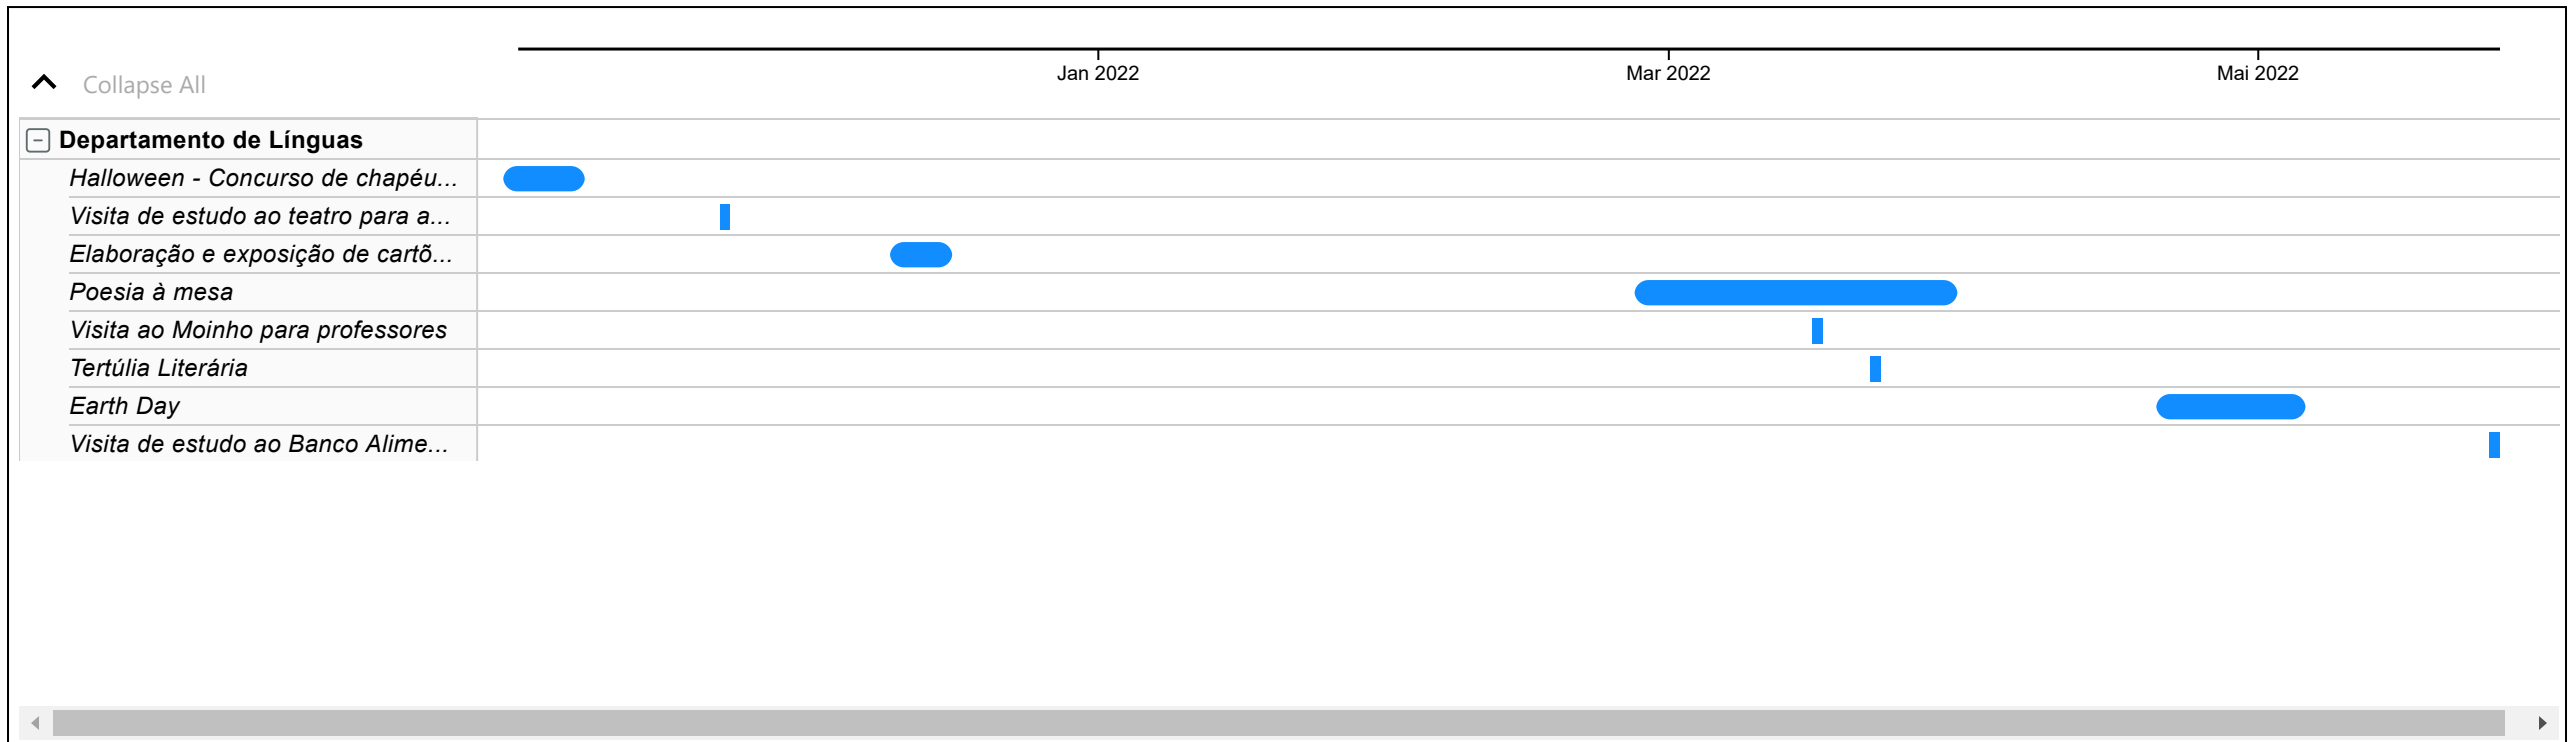 Jan 2022
Mar 2022
Mai 2022
Collapse All
Departamento de Línguas
Halloween - Concurso de chapéu...
Visita de estudo ao teatro para a...
Elaboração e exposição de cartõ...
Poesia à mesa
Visita ao Moinho para professores
Tertúlia Literária
Earth Day
Visita de estudo ao Banco Alime...